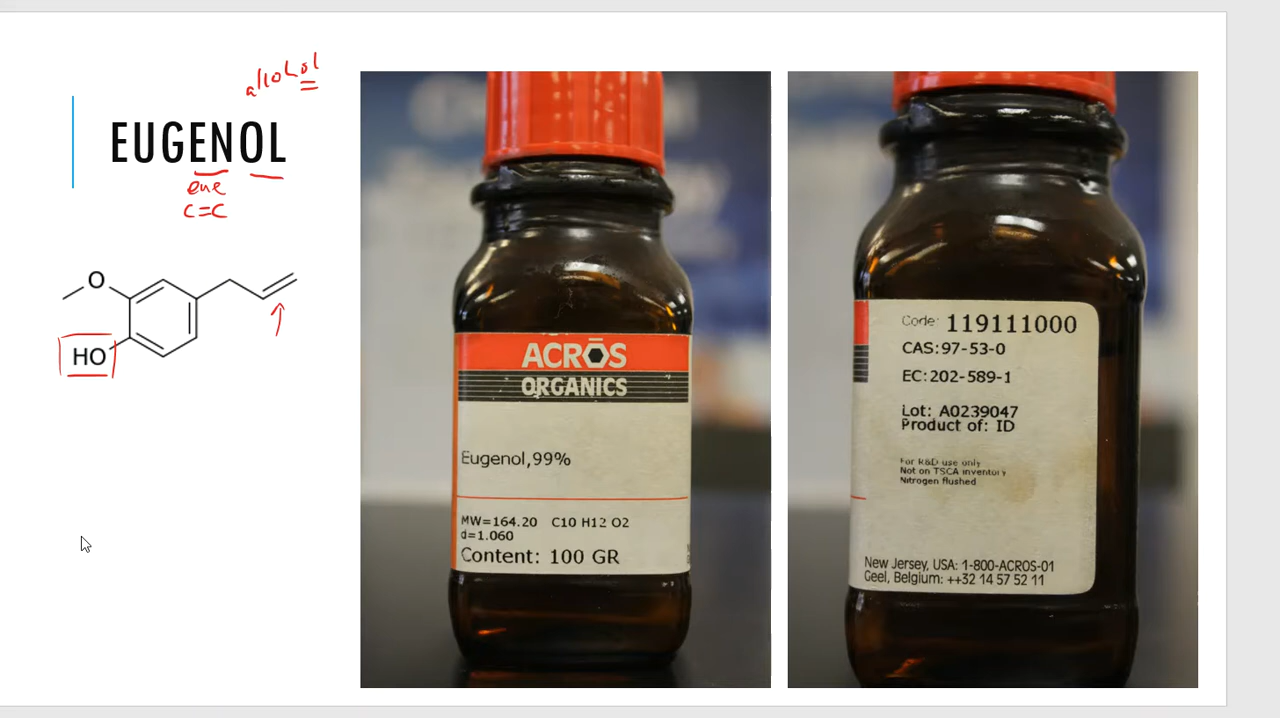 alcohol
EUGENOL
ene
C=C
O
HO
ACRŌS
ORGANICS
Eugenol,99%
MW=164.20 C10 H12 O2
d=1.060
Content: 100 GR
Code: 119111000
CAS:97-53-0
EC:202-589-1
Lot: A0239047
Product of: ID
For R&D use only
Not on TSCA inventory
Nitrogen flushed
New Jersey, USA: 1-800-ACROS-01
Geel, Belgium: ++32 14 57 52 11